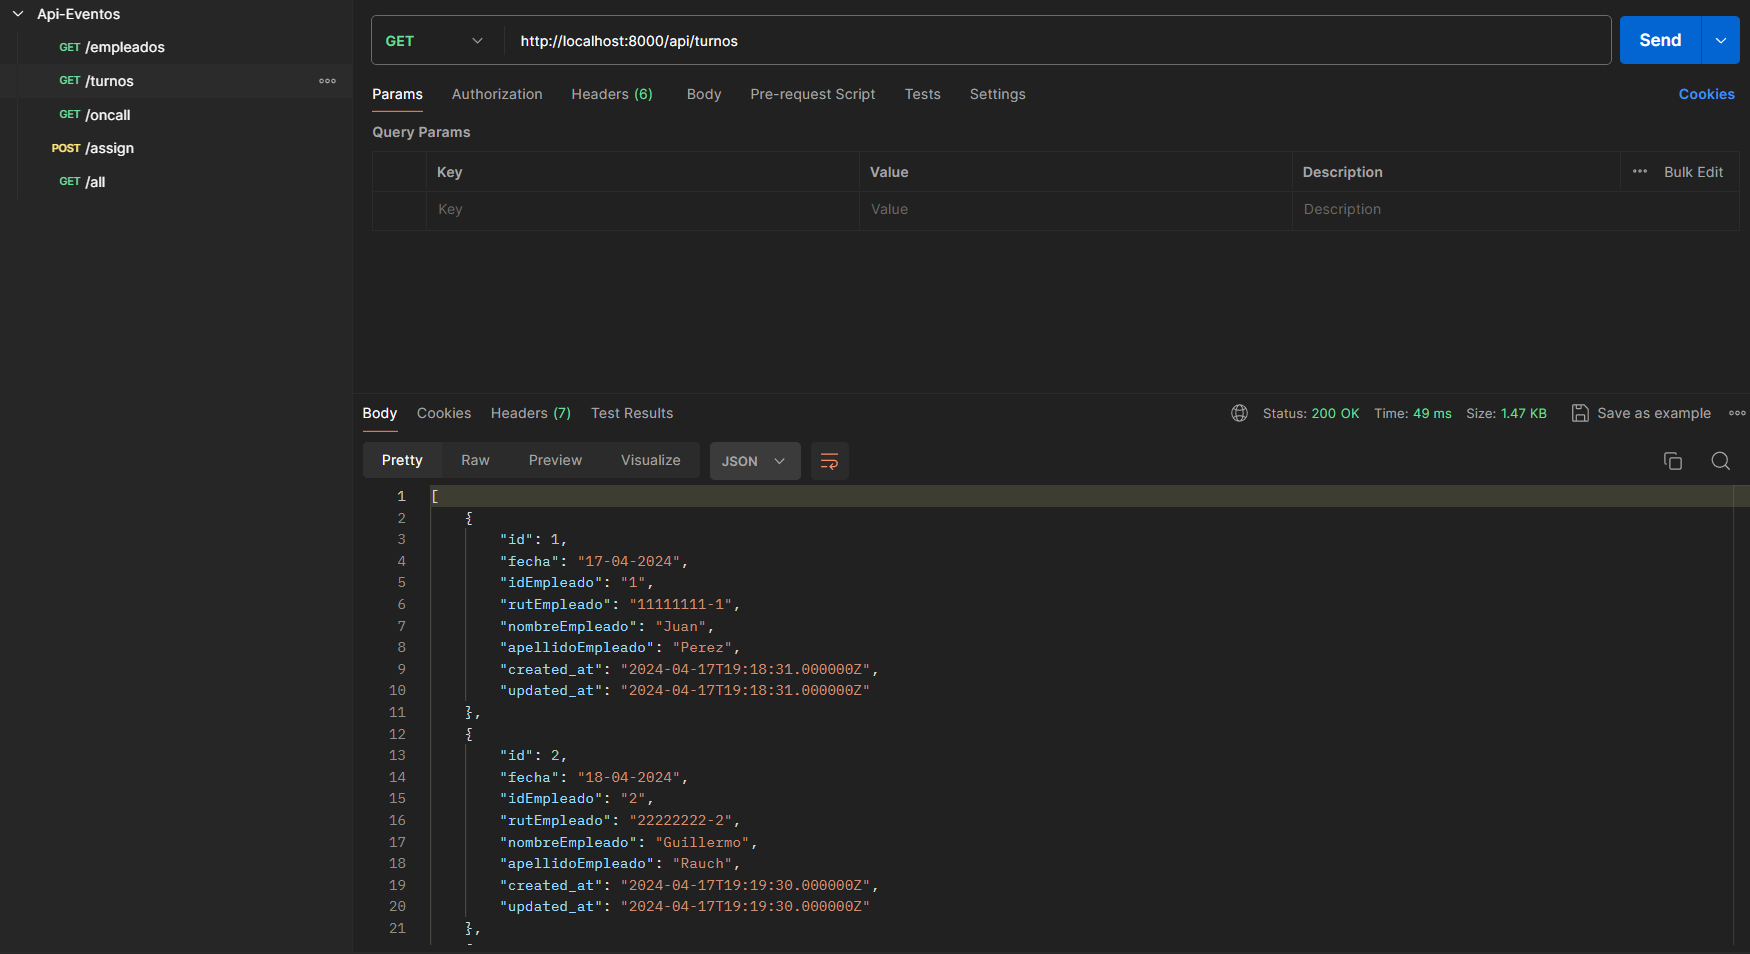 Api-Eventos
GET /empleados
GET /turnos
GET /oncall
POST /assign
GET /all
GET http://localhost:8000/api/turnos Send
Params Authorization Headers (6) Body Pre-request Script Tests Settings Cookies
Query Params
Key Value Description Bulk Edit
Key Value Description
Body Cookies Headers (7) Test Results Status: 200 OK Time: 49 ms Size: 1.47 KB Save as example
Pretty Raw Preview Visualize JSON
1 [
2 {
3 "id": 1,
4 "fecha": "17-04-2024",
5 "idEmpleado": "1",
6 "rutEmpleado": "11111111-1",
7 "nombreEmpleado": "Juan",
8 "apellidoEmpleado": "Perez",
9 "created_at": "2024-04-17T19:18:31.000000Z",
10 "updated_at": "2024-04-17T19:18:31.000000Z"
11 },
12 {
13 "id": 2,
14 "fecha": "18-04-2024",
15 "idEmpleado": "2",
16 "rutEmpleado": "22222222-2",
17 "nombreEmpleado": "Guillermo",
18 "apellidoEmpleado": "Rauch",
19 "created_at": "2024-04-17T19:19:30.000000Z",
20 "updated_at": "2024-04-17T19:19:30.000000Z"
21 },